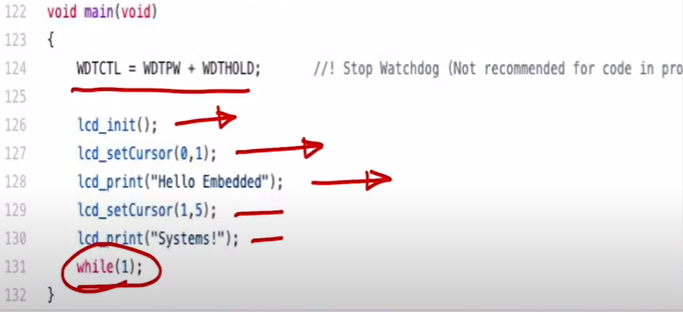 122 void main(void)
123 {
124 WDTCTL = WDTPW + WDTHOLD; //! Stop Watchdog (Not recommended for code in pro
125
126 lcd_init();
127 lcd_setCursor(0,1);
128 lcd_print("Hello Embedded");
129 lcd_setCursor(1,5);
130 lcd_print("Systems!");
131 while(1);
132 }